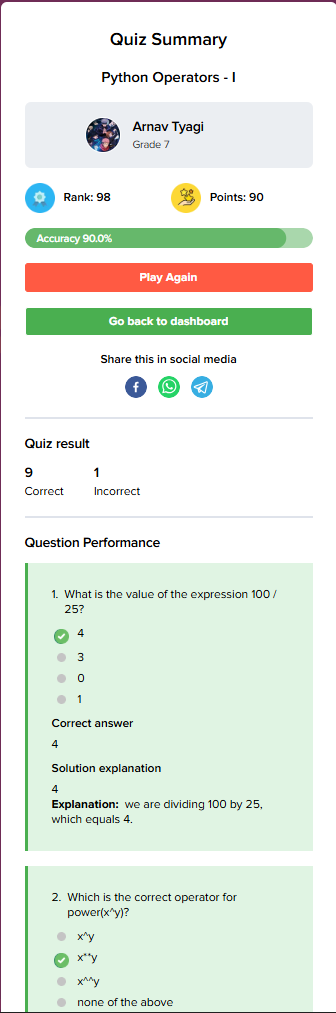 Quiz Summary
Python Operators - I
Arnav Tyagi
Grade 7
Rank: 98
Points: 90
Accuracy 90.0%
Play Again
Go back to dashboard
Share this in social media
Quiz result
9
1
Correct
Incorrect
Question Performance
1. What is the value of the expression 100 /
25?
4
3
0
1
Correct answer
4
Solution explanation
4
Explanation: we are dividing 100 by 25,
which equals 4.
2. Which is the correct operator for
power(x^y)?
x^y
x**y
x^^y
none of the above